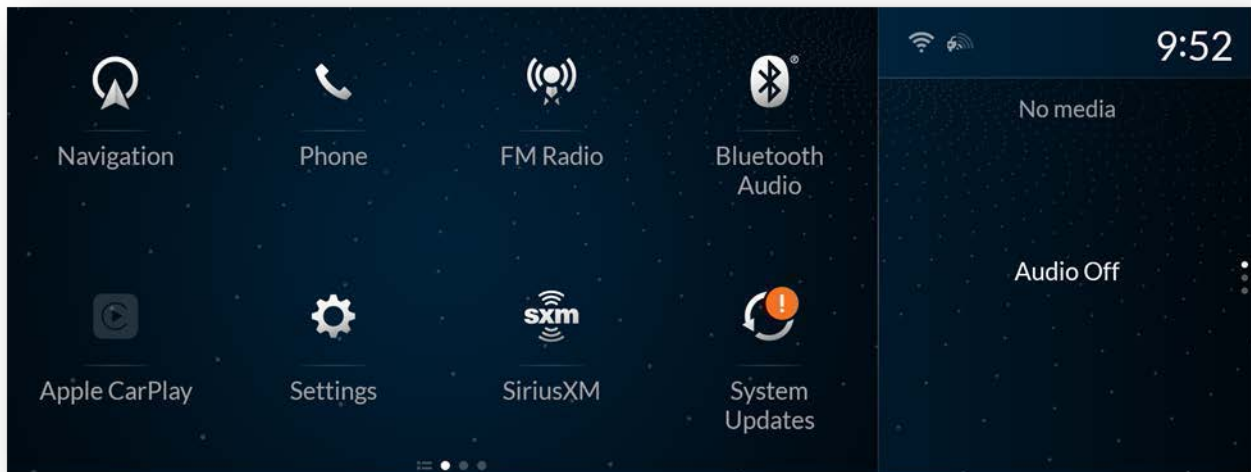 9:52
Navigation
Phone
FM Radio
Bluetooth®
Audio
No media
Audio Off
sxm
!
Apple CarPlay
Settings
SiriusXM
System
Updates